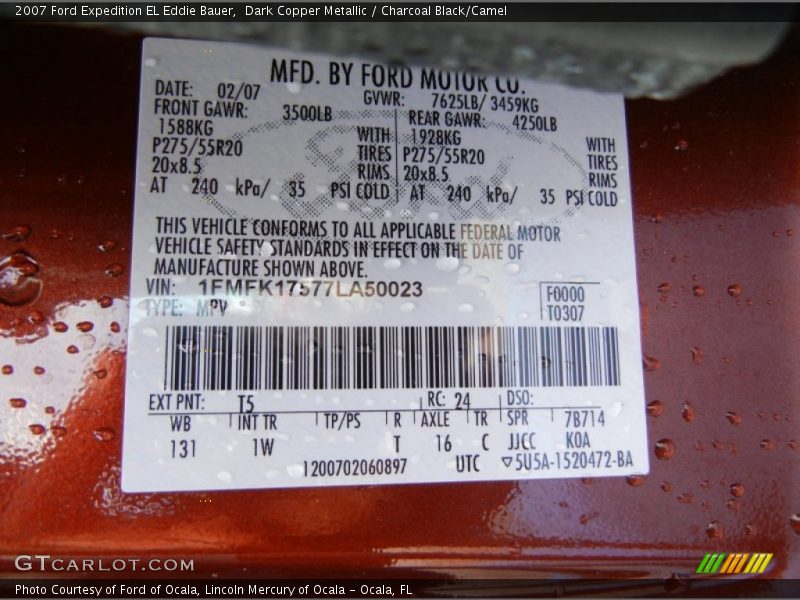 2007 Ford Expedition EL Eddie Bauer,  Dark Copper Metallic / Charcoal Black/Camel
MFD. BY FORD MOTOR CO.
DATE: 02/07 GVWR: 7625LB/ 3459KG
FRONT GAWR: 3500LB REAR GAWR: 4250LB
1588KG WITH 1928KG WITH
P275/55R20 TIRES P275/55R20 TIRES
20x8.5 RIMS 20x8.5 RIMS
AT 240 kPa/ 35 PSI COLD AT 240 kPa/ 35 PSI COLD
Ford
THIS VEHICLE CONFORMS TO ALL APPLICABLE FEDERAL MOTOR
VEHICLE SAFETY STANDARDS IN EFFECT ON THE DATE OF
MANUFACTURE SHOWN ABOVE.
VIN: 1FMFK17577LA50023 F0000
TYPE: MPV T0307
EXT PNT: T5 RC: 24 DSO:
WB INT TR TP/PS R AXLE TR SPR 7B714
131 1W T 16 C JJCC K0A
1200702060897 UTC ▽5U5A-1520472-BA
GTCARLOT.COM
Photo Courtesy of Ford of Ocala, Lincoln Mercury of Ocala - Ocala, FL